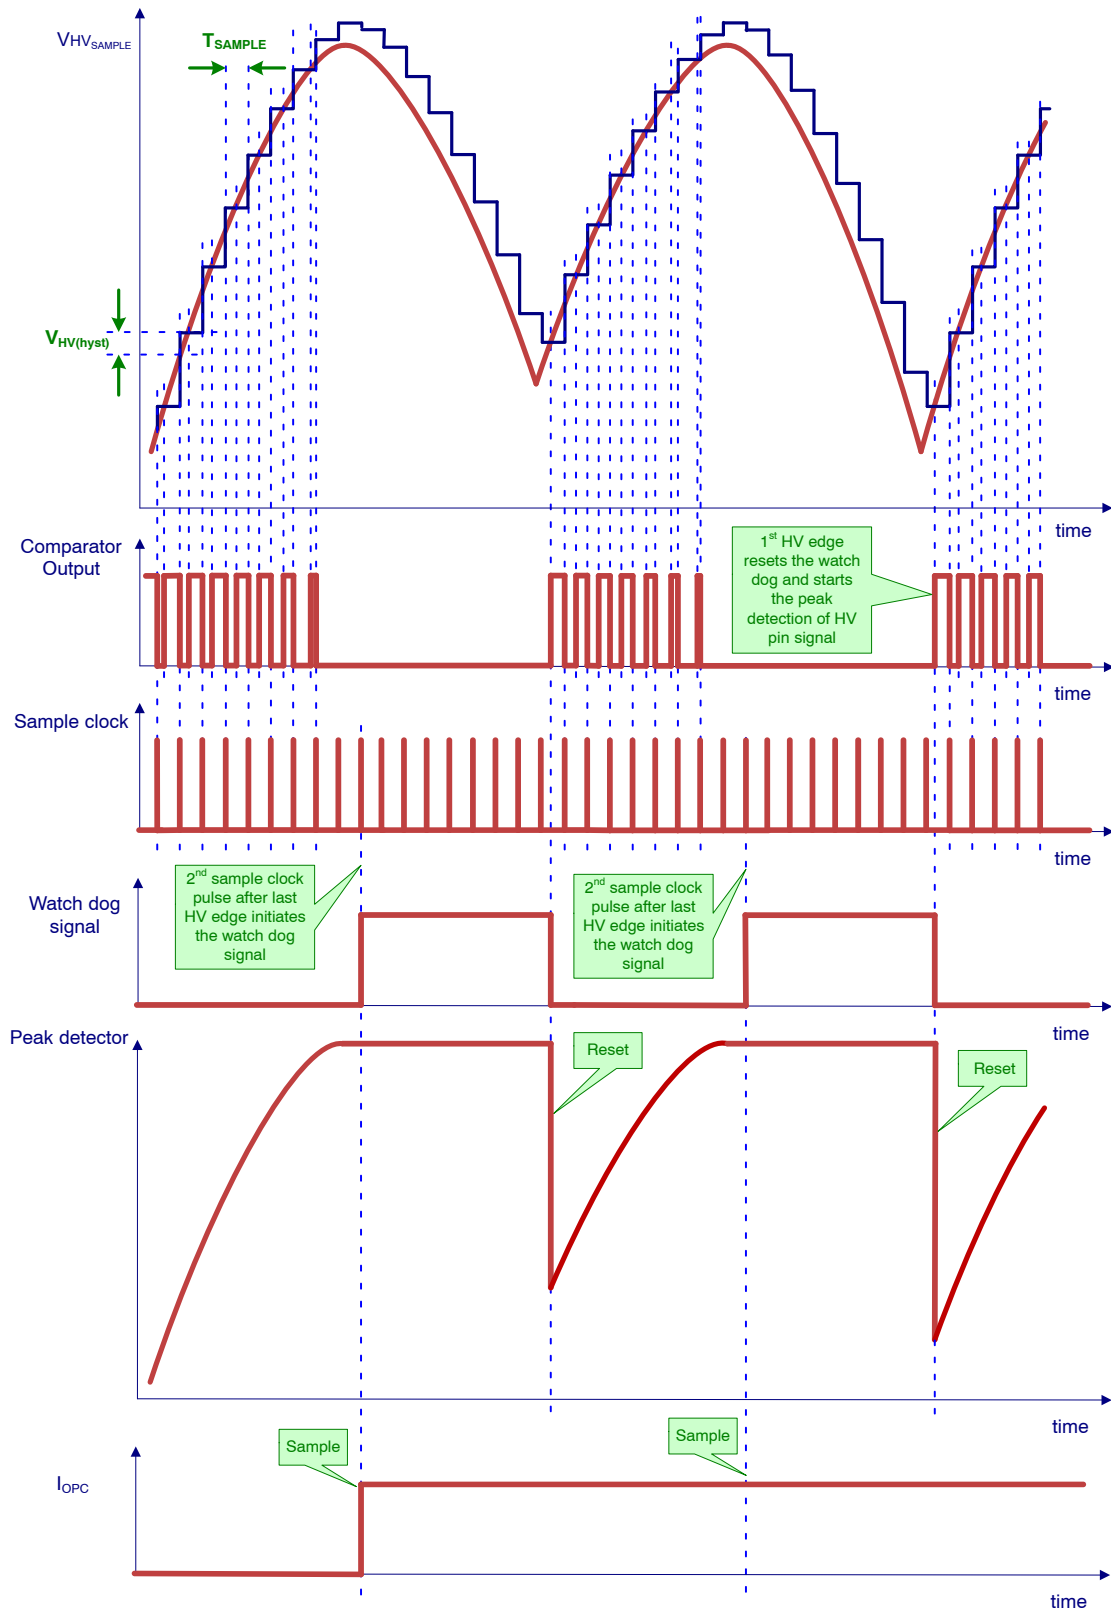 VHVSAMPLE
TSAMPLE
VHV(hyst)
time
Comparator
Output
1st HV edge
resets the watch
dog and starts
the peak
detection of HV
pin signal
time
Sample clock
time
2nd sample clock
pulse after last
HV edge initiates
the watch dog
signal
2nd sample clock
pulse after last
HV edge initiates
the watch dog
signal
Watch dog
signal
time
Peak detector
Reset
Reset
time
Sample
Sample
IOPC
time